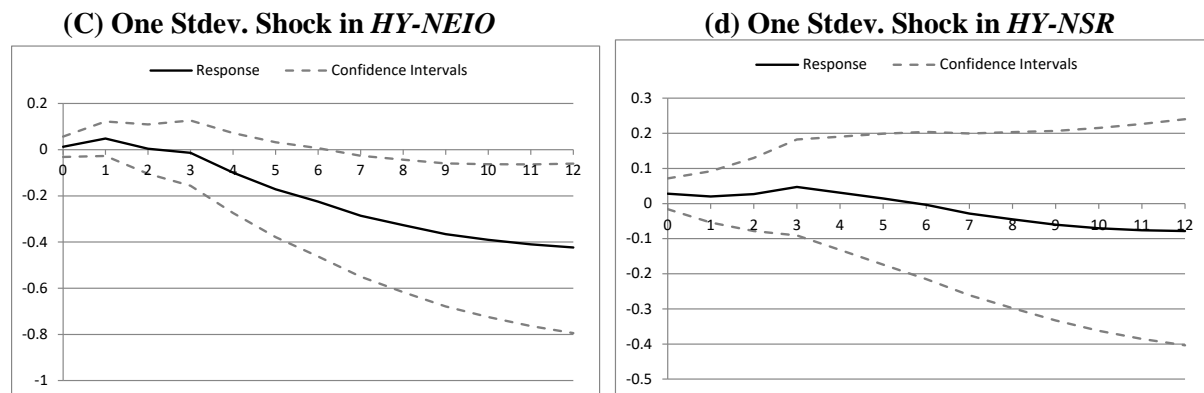 (C) One Stdev. Shock in HY-NEIO
Response Confidence Intervals
0.2
0
-0.2
-0.4
-0.6
-0.8
-1
0 1 2 3 4 5 6 7 8 9 10 11 12
(d) One Stdev. Shock in HY-NSR
Response Confidence Intervals
0.3
0.2
0.1
0
-0.1
-0.2
-0.3
-0.4
-0.5
0 1 2 3 4 5 6 7 8 9 10 11 12